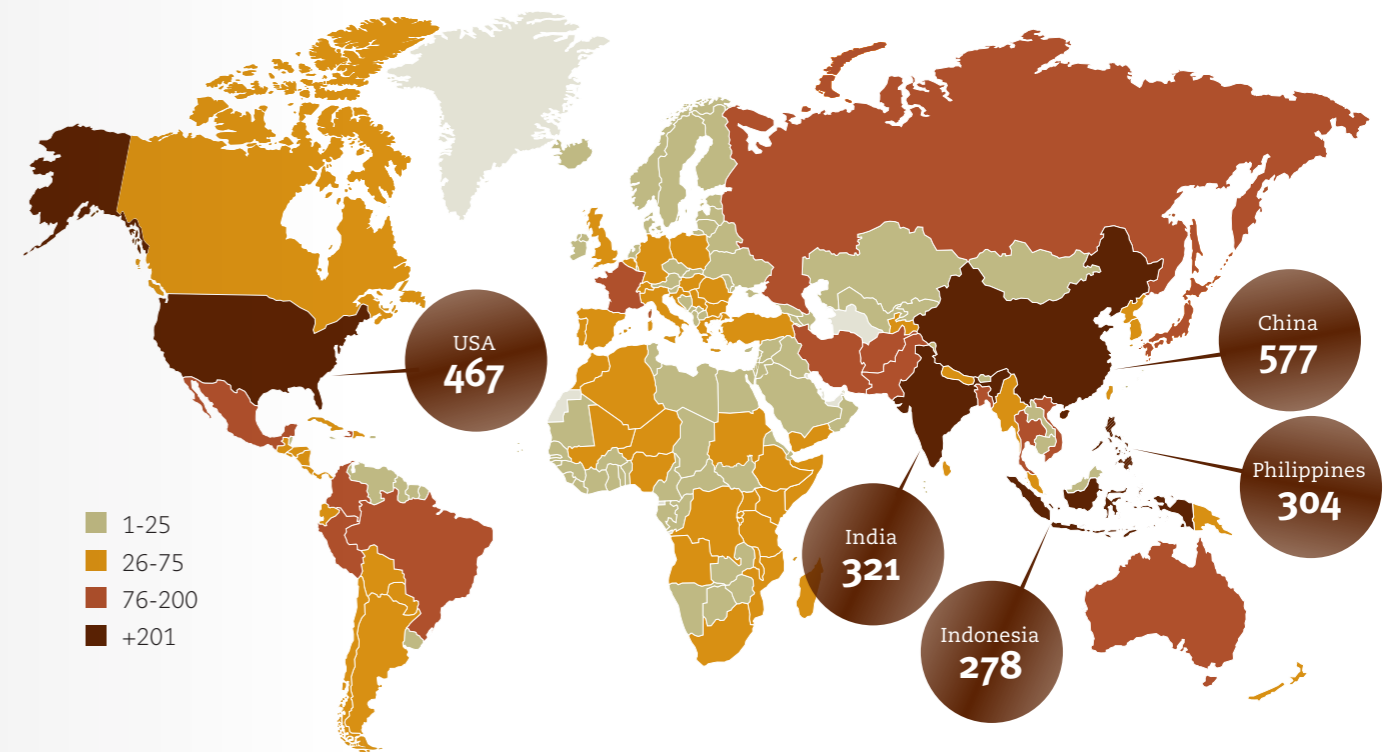 USA
467
China
577
Philippines
304
India
321
Indonesia
278
1-25
26-75
76-200
+201